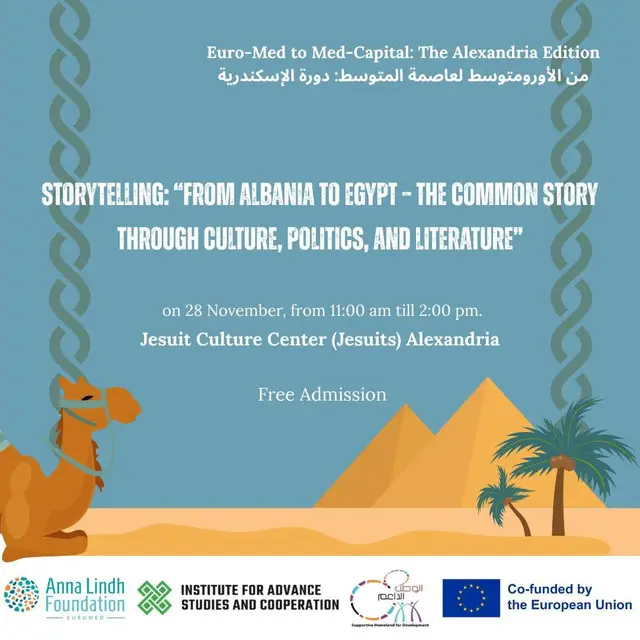 Euro-Med to Med-Capital: The Alexandria Edition
من الأورومتوسط لعاصمة المتوسط: دورة الإسكندرية
STORYTELLING: “FROM ALBANIA TO EGYPT - THE COMMON STORY
THROUGH CULTURE, POLITICS, AND LITERATURE”
on 28 November, from 11:00 am till 2:00 pm.
Jesuit Culture Center (Jesuits) Alexandria
Free Admission
Anna Lindh
Foundation
EUROMED
INSTITUTE FOR ADVANCE
STUDIES AND COOPERATION
الوطن
الداعم
Supportive Homeland for Development
Co-funded by
the European Union